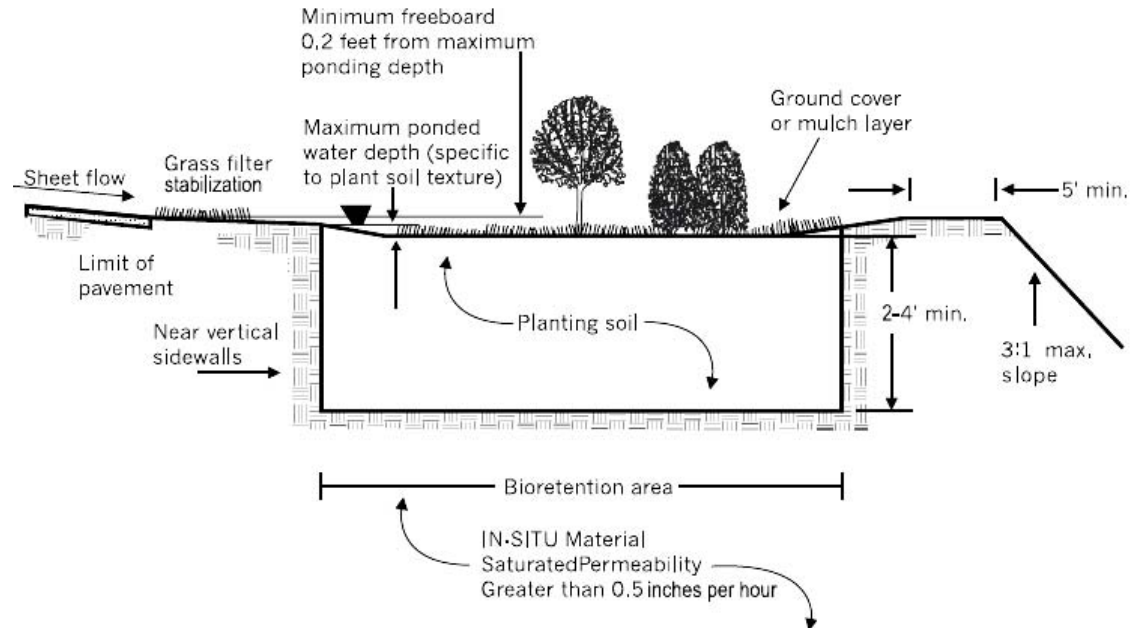 Minimum freeboard
0.2 feet from maximum
ponding depth
Ground cover
or mulch layer
Maximum ponded
water depth (specific
to plant soil texture)
Grass filter
stabilization
Sheet flow
5' min.
Limit of
pavement
Planting soil
2-4' min.
Near vertical
sidewalls
3:1 max.
slope
Bioretention area
IN-SITU Material
SaturatedPermeability
Greater than 0.5 inches per hour